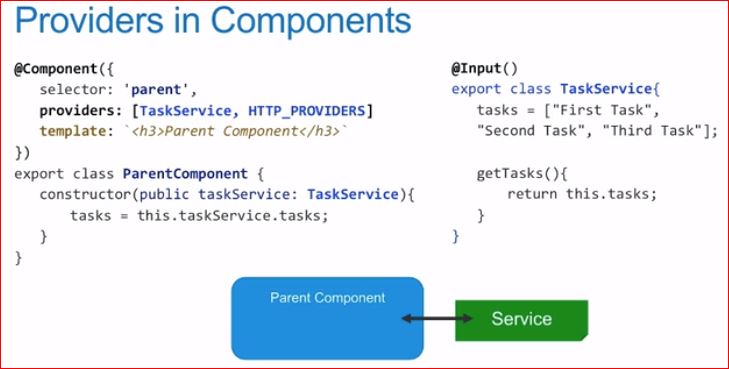 Providers in Components
@Component({
selector: 'parent',
providers: [TaskService, HTTP_PROVIDERS]
template: `<h3>Parent Component</h3>`
})
export class ParentComponent {
constructor(public taskService: TaskService){
tasks = this.taskService.tasks;
}
}
@Input()
export class TaskService{
tasks = ["First Task",
"Second Task", "Third Task"];
getTasks(){
return this.tasks;
}
}
Parent Component
Service